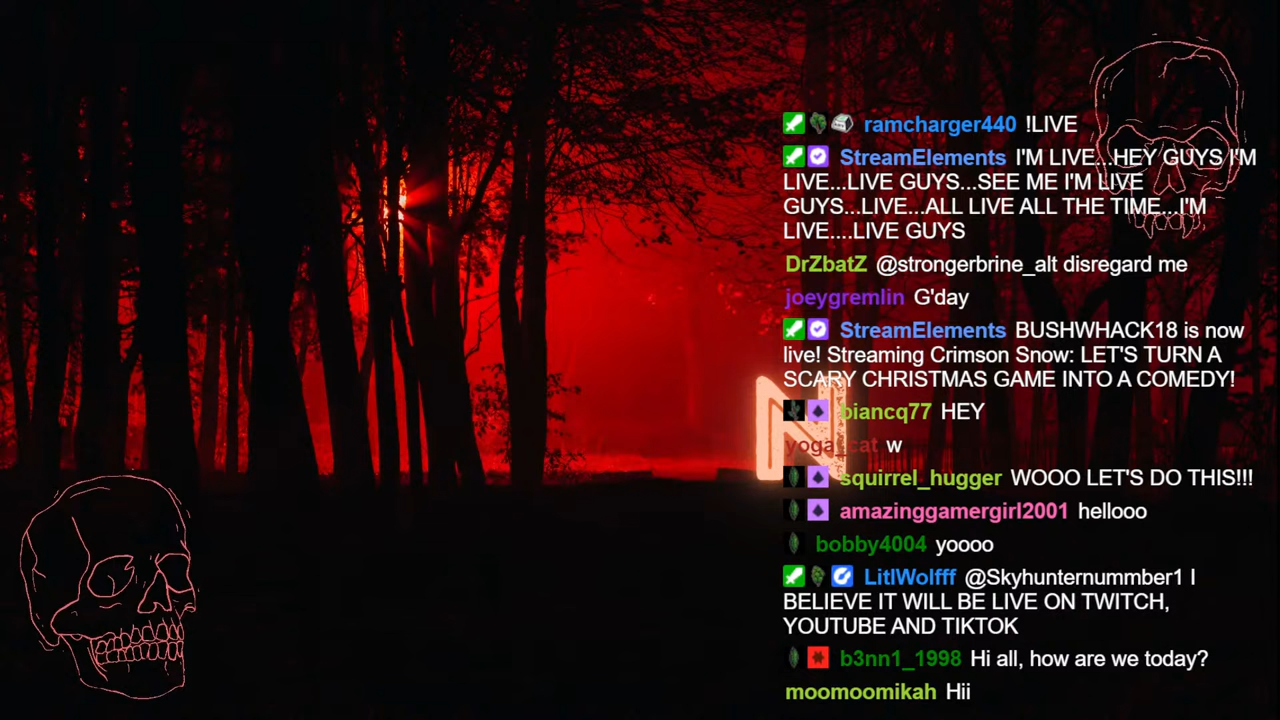 ramcharger440 !LIVE
StreamElements I'M LIVE...HEY GUYS I'M
LIVE...LIVE GUYS...SEE ME I'M LIVE
GUYS...LIVE...ALL LIVE ALL THE TIME...I'M
LIVE....LIVE GUYS
DrZbatZ @strongerbrine_alt disregard me
joeygremlin G'day
StreamElements BUSHWHACK18 is now
live! Streaming Crimson Snow: LET'S TURN A
SCARY CHRISTMAS GAME INTO A COMEDY!
biancq77 HEY
yoga_cat w
squirrel_hugger WOOO LET'S DO THIS!!!
amazinggamergirl2001 hellooo
bobby4004 yoooo
LitlWolfff @Skyhunternummber1 I
BELIEVE IT WILL BE LIVE ON TWITCH,
YOUTUBE AND TIKTOK
b3nn1_1998 Hi all, how are we today?
moomoomikah Hii
N